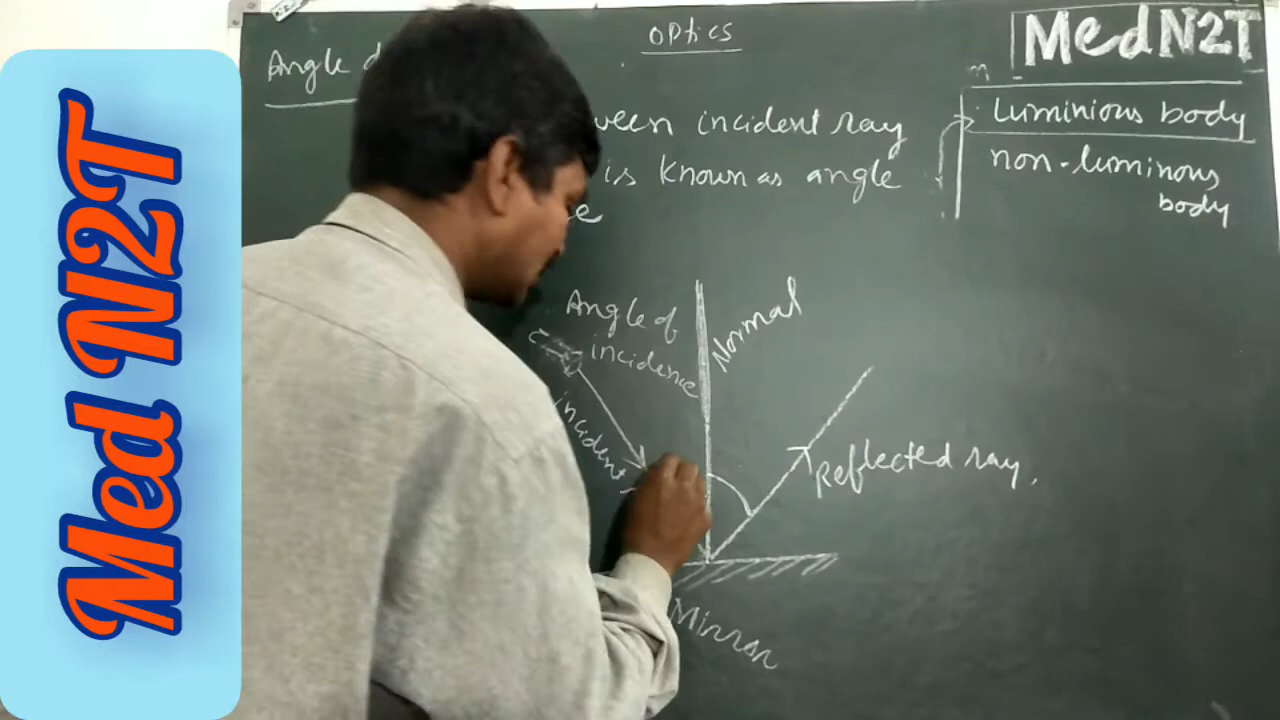 Med N2T
OPtics
MedN2T
Angle
ween incident ray
is known as angle
e
m
luminious body
non-luminous
body
Angle of
incidence
Normal
incident
Reflected ray.
Mirror